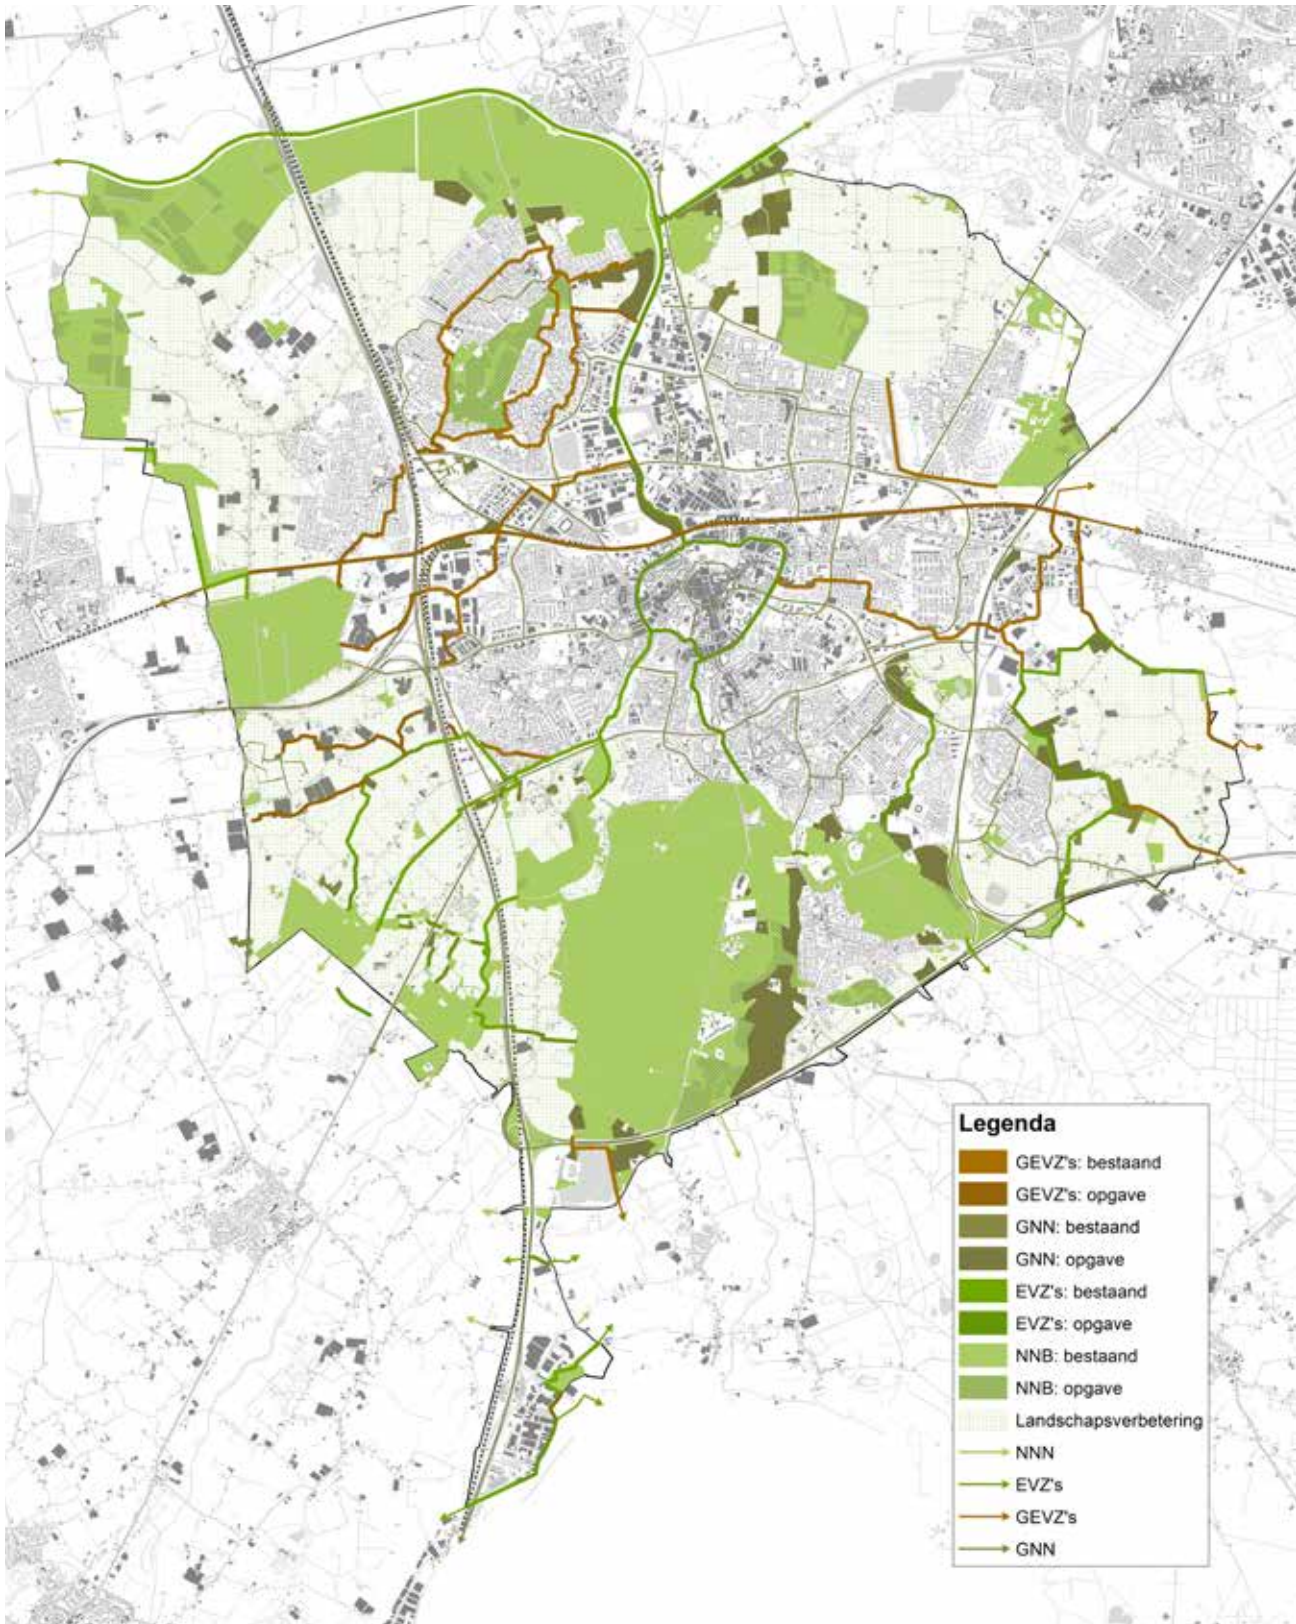 Legenda
GEVZ's: bestaand
GEVZ's: opgave
GNN: bestaand
GNN: opgave
EVZ's: bestaand
EVZ's: opgave
NNB: bestaand
NNB: opgave
Landschapsverbetering
NNN
EVZ's
GEVZ's
GNN